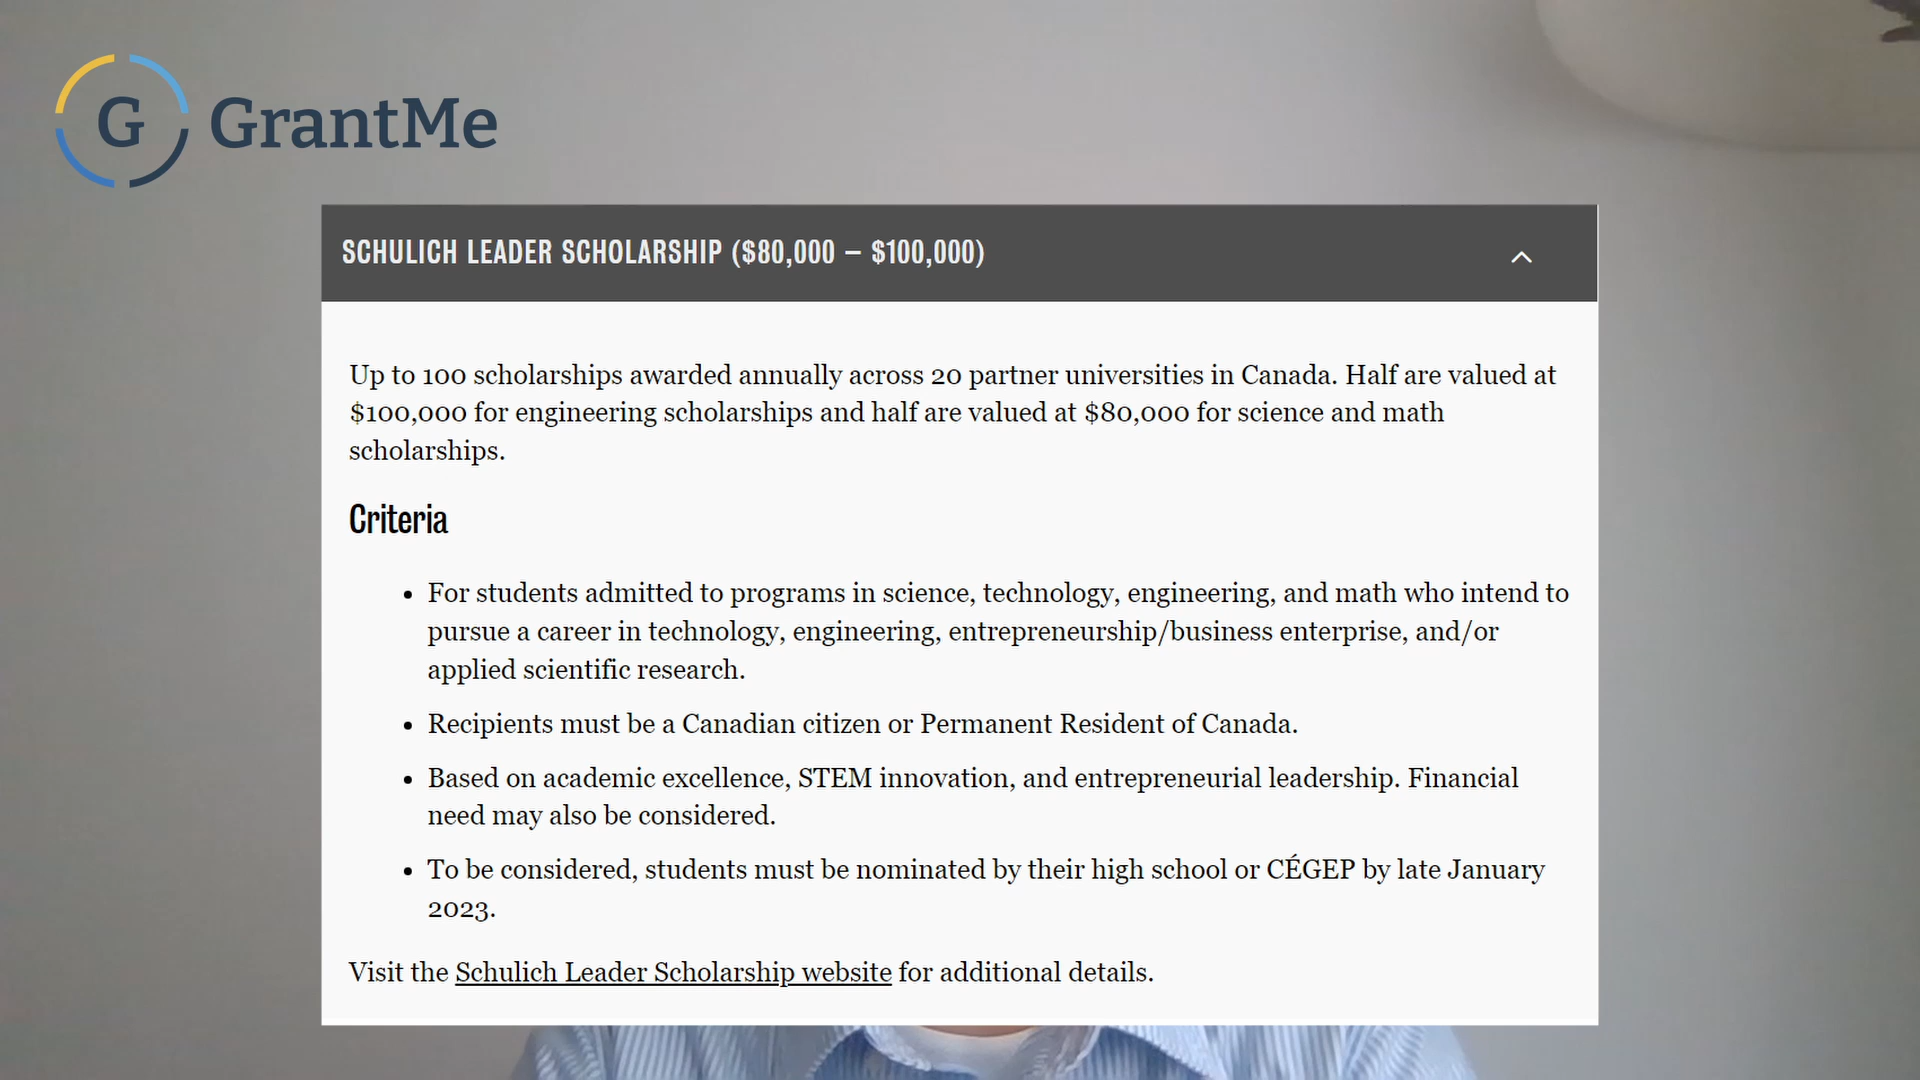 G GrantMe
SCHULICH LEADER SCHOLARSHIP ($80,000 – $100,000)
Up to 100 scholarships awarded annually across 20 partner universities in Canada. Half are valued at
$100,000 for engineering scholarships and half are valued at $80,000 for science and math
scholarships.
Criteria
• For students admitted to programs in science, technology, engineering, and math who intend to
pursue a career in technology, engineering, entrepreneurship/business enterprise, and/or
applied scientific research.
• Recipients must be a Canadian citizen or Permanent Resident of Canada.
• Based on academic excellence, STEM innovation, and entrepreneurial leadership. Financial
need may also be considered.
• To be considered, students must be nominated by their high school or CÉGEP by late January
2023.
Visit the Schulich Leader Scholarship website for additional details.